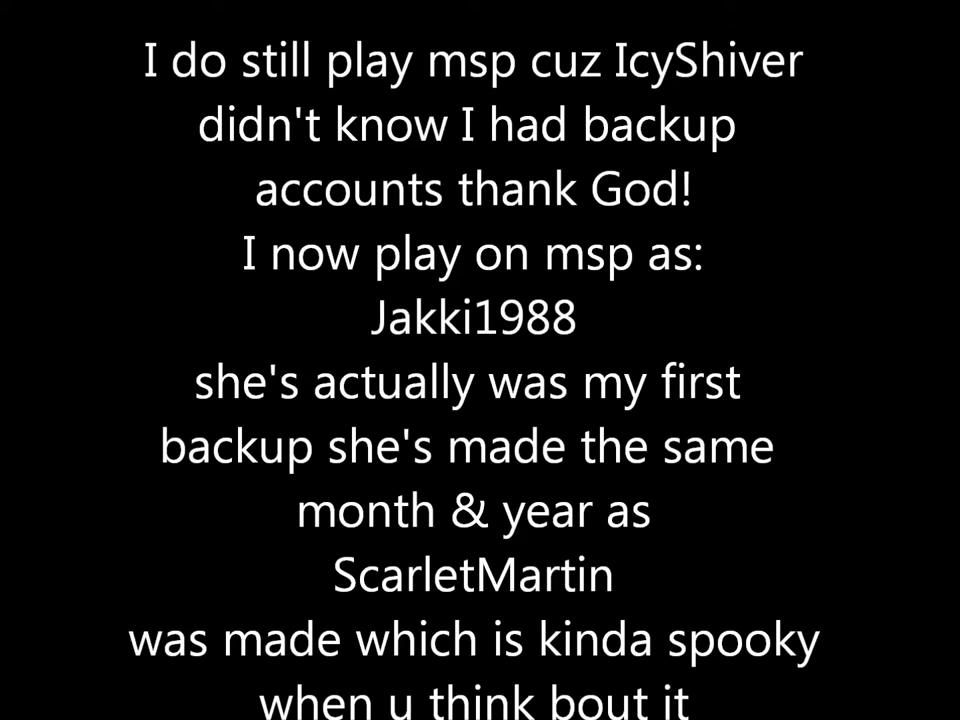 I do still play msp cuz IcyShiver
didn't know I had backup
accounts thank God!
I now play on msp as:
Jakki1988
she's actually was my first
backup she's made the same
month & year as
ScarletMartin
was made which is kinda spooky
when u think bout it